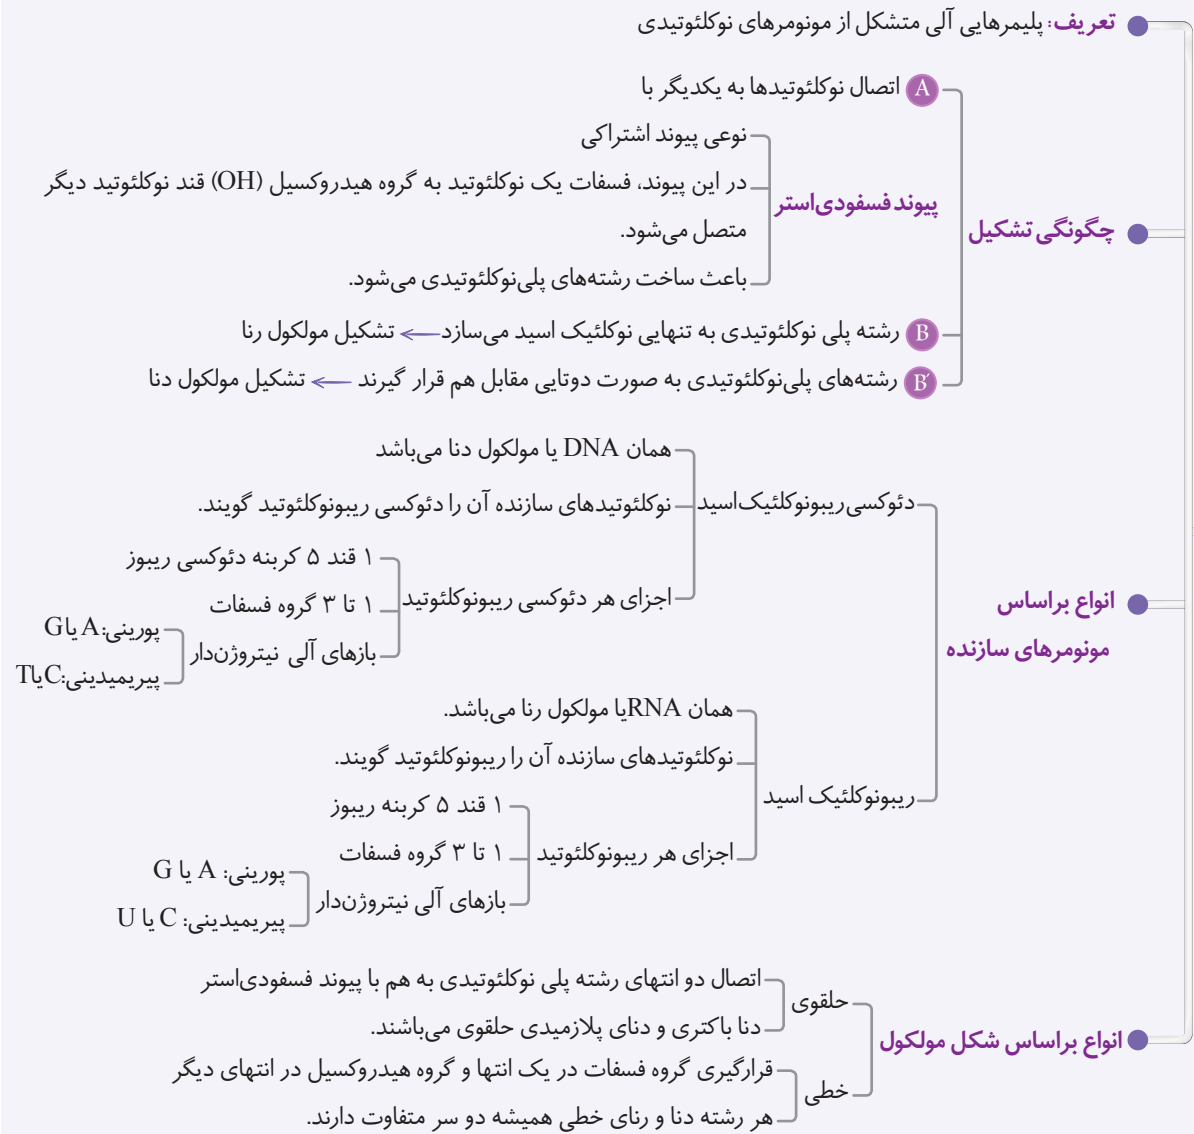 تعریف: پلیمرهایی آلی متشکل از مونومرهای نوکلئوتیدی
چگونگی تشکیل
A اتصال نوکلئوتیدها به یکدیگر با
پیوند فسفودی‌استر
نوعی پیوند اشتراکی
در این پیوند، فسفات یک نوکلئوتید به گروه هیدروکسیل (OH) قند نوکلئوتید دیگر
متصل می‌شود.
باعث ساخت رشته‌های پلی‌نوکلئوتیدی می‌شود.
B رشته پلی نوکلئوتیدی به تنهایی نوکلئیک اسید می‌سازد ← تشکیل مولکول رنا
B′ رشته‌های پلی‌نوکلئوتیدی به صورت دوتایی مقابل هم قرار گیرند ← تشکیل مولکول دنا
انواع براساس
مونومرهای سازنده
دئوکسی‌ریبونوکلئیک‌اسید
همان DNA یا مولکول دنا می‌باشد
نوکلئوتیدهای سازنده آن را دئوکسی ریبونوکلئوتید گویند.
اجزای هر دئوکسی ریبونوکلئوتید
۱ قند ۵ کربنه دئوکسی ریبوز
۱ تا ۳ گروه فسفات
بازهای آلی نیتروژن‌دار
پورینی: A یا G
پیریمیدینی: C یا T
ریبونوکلئیک اسید
همان RNA یا مولکول رنا می‌باشد.
نوکلئوتیدهای سازنده آن را ریبونوکلئوتید گویند.
اجزای هر ریبونوکلئوتید
۱ قند ۵ کربنه ریبوز
۱ تا ۳ گروه فسفات
بازهای آلی نیتروژن‌دار
پورینی: A یا G
پیریمیدینی: C یا U
انواع براساس شکل مولکول
حلقوی
اتصال دو انتهای رشته پلی نوکلئوتیدی به هم با پیوند فسفودی‌استر
دنا باکتری و دنای پلازمیدی حلقوی می‌باشند.
خطی
قرارگیری گروه فسفات در یک انتها و گروه هیدروکسیل در انتهای دیگر
هر رشته دنا و رنای خطی همیشه دو سر متفاوت دارند.